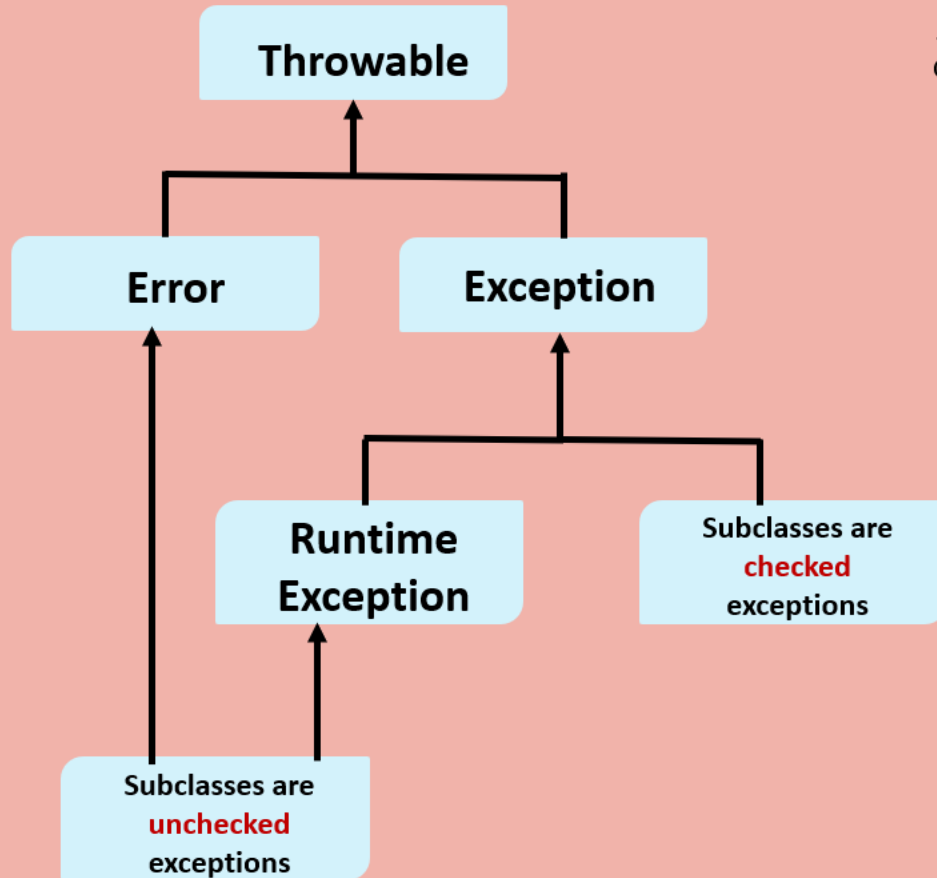 Throwable
Error
Exception
Runtime
Exception
Subclasses are
checked
exceptions
Subclasses are
unchecked
exceptions